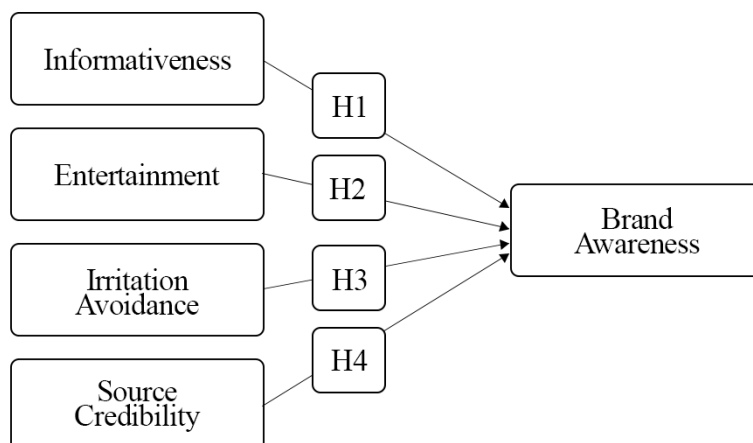 Informativeness
H1
Entertainment
H2
Brand
Awareness
Irritation
Avoidance
H3
H4
Source
Credibility